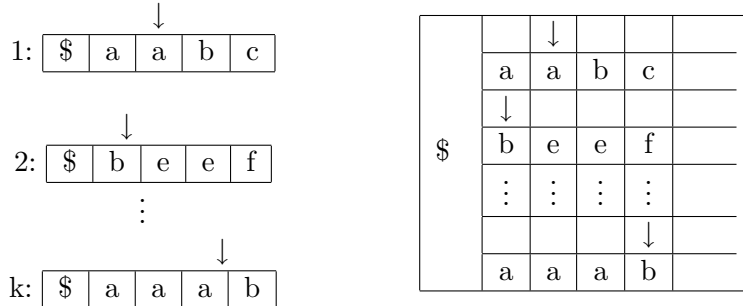 ↓
1: $ a a b c
↓
2: $ b e e f
⋮
↓
k: $ a a a b
↓
a a b c
↓
$ b e e f
⋮ ⋮ ⋮ ⋮
↓
a a a b